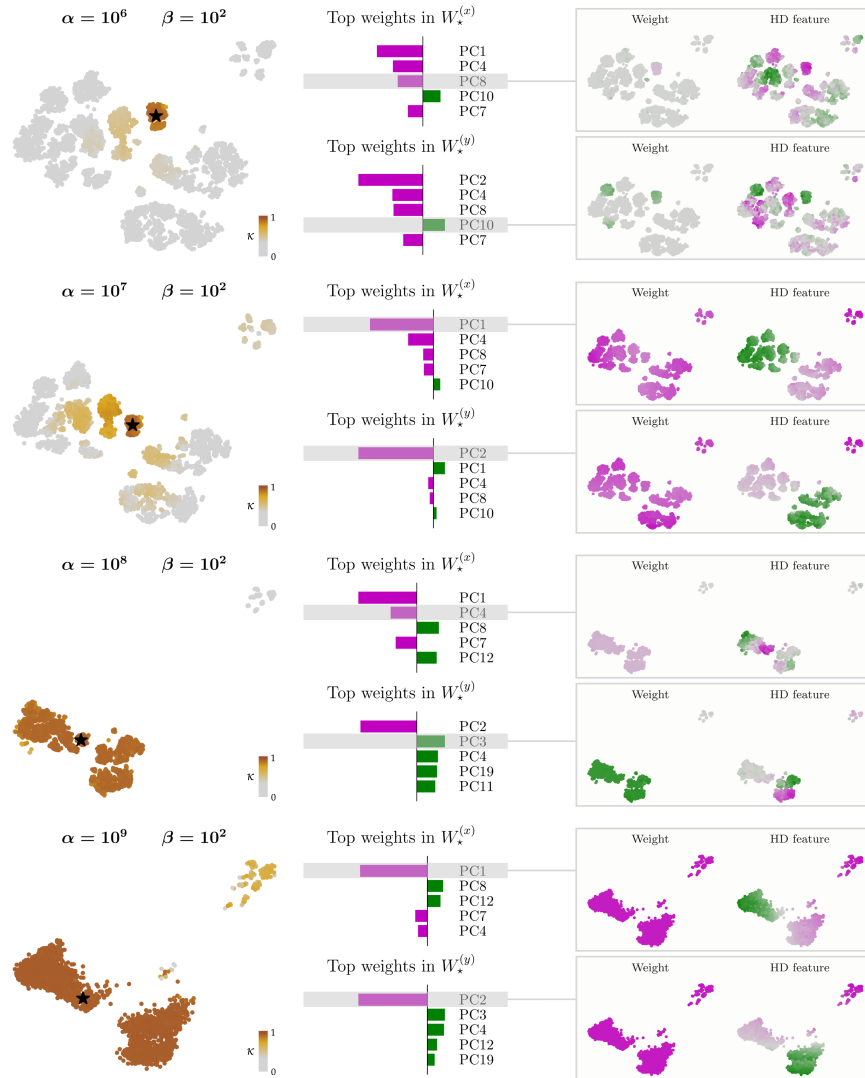 α = 10⁶ β = 10² Top weights in W⋆⁽ˣ⁾ Weight HD feature
PC1
PC4
PC8
PC10
PC7
Top weights in W⋆⁽ʸ⁾ Weight HD feature
PC2
PC4
PC8
PC10
PC7
κ 1 0
α = 10⁷ β = 10² Top weights in W⋆⁽ˣ⁾ Weight HD feature
PC1
PC4
PC8
PC7
PC10
Top weights in W⋆⁽ʸ⁾ Weight HD feature
PC2
PC1
PC4
PC8
PC10
κ 1 0
α = 10⁸ β = 10² Top weights in W⋆⁽ˣ⁾ Weight HD feature
PC1
PC4
PC8
PC7
PC12
Top weights in W⋆⁽ʸ⁾ Weight HD feature
PC2
PC3
PC4
PC19
PC11
κ 1 0
α = 10⁹ β = 10² Top weights in W⋆⁽ˣ⁾ Weight HD feature
PC1
PC8
PC12
PC7
PC4
Top weights in W⋆⁽ʸ⁾ Weight HD feature
PC2
PC3
PC4
PC12
PC19
κ 1 0